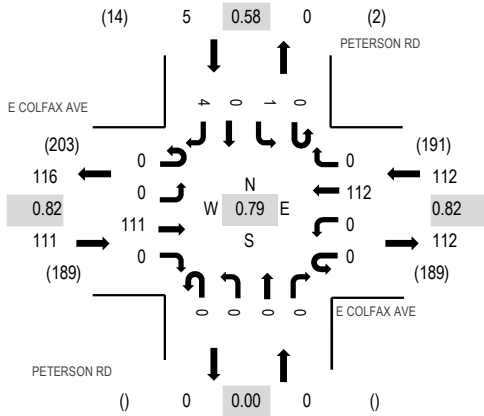 (14) 5 0.58 0 (2)
PETERSON RD
E COLFAX AVE
4 0 1 0
(203) (191)
116 0 0 112
0 N 112
0.82 W 0.79 E 0.82
111 111 S 0 112
0 0
(189) (189)
0 0 0 0
E COLFAX AVE
PETERSON RD
() 0 0.00 0 ()